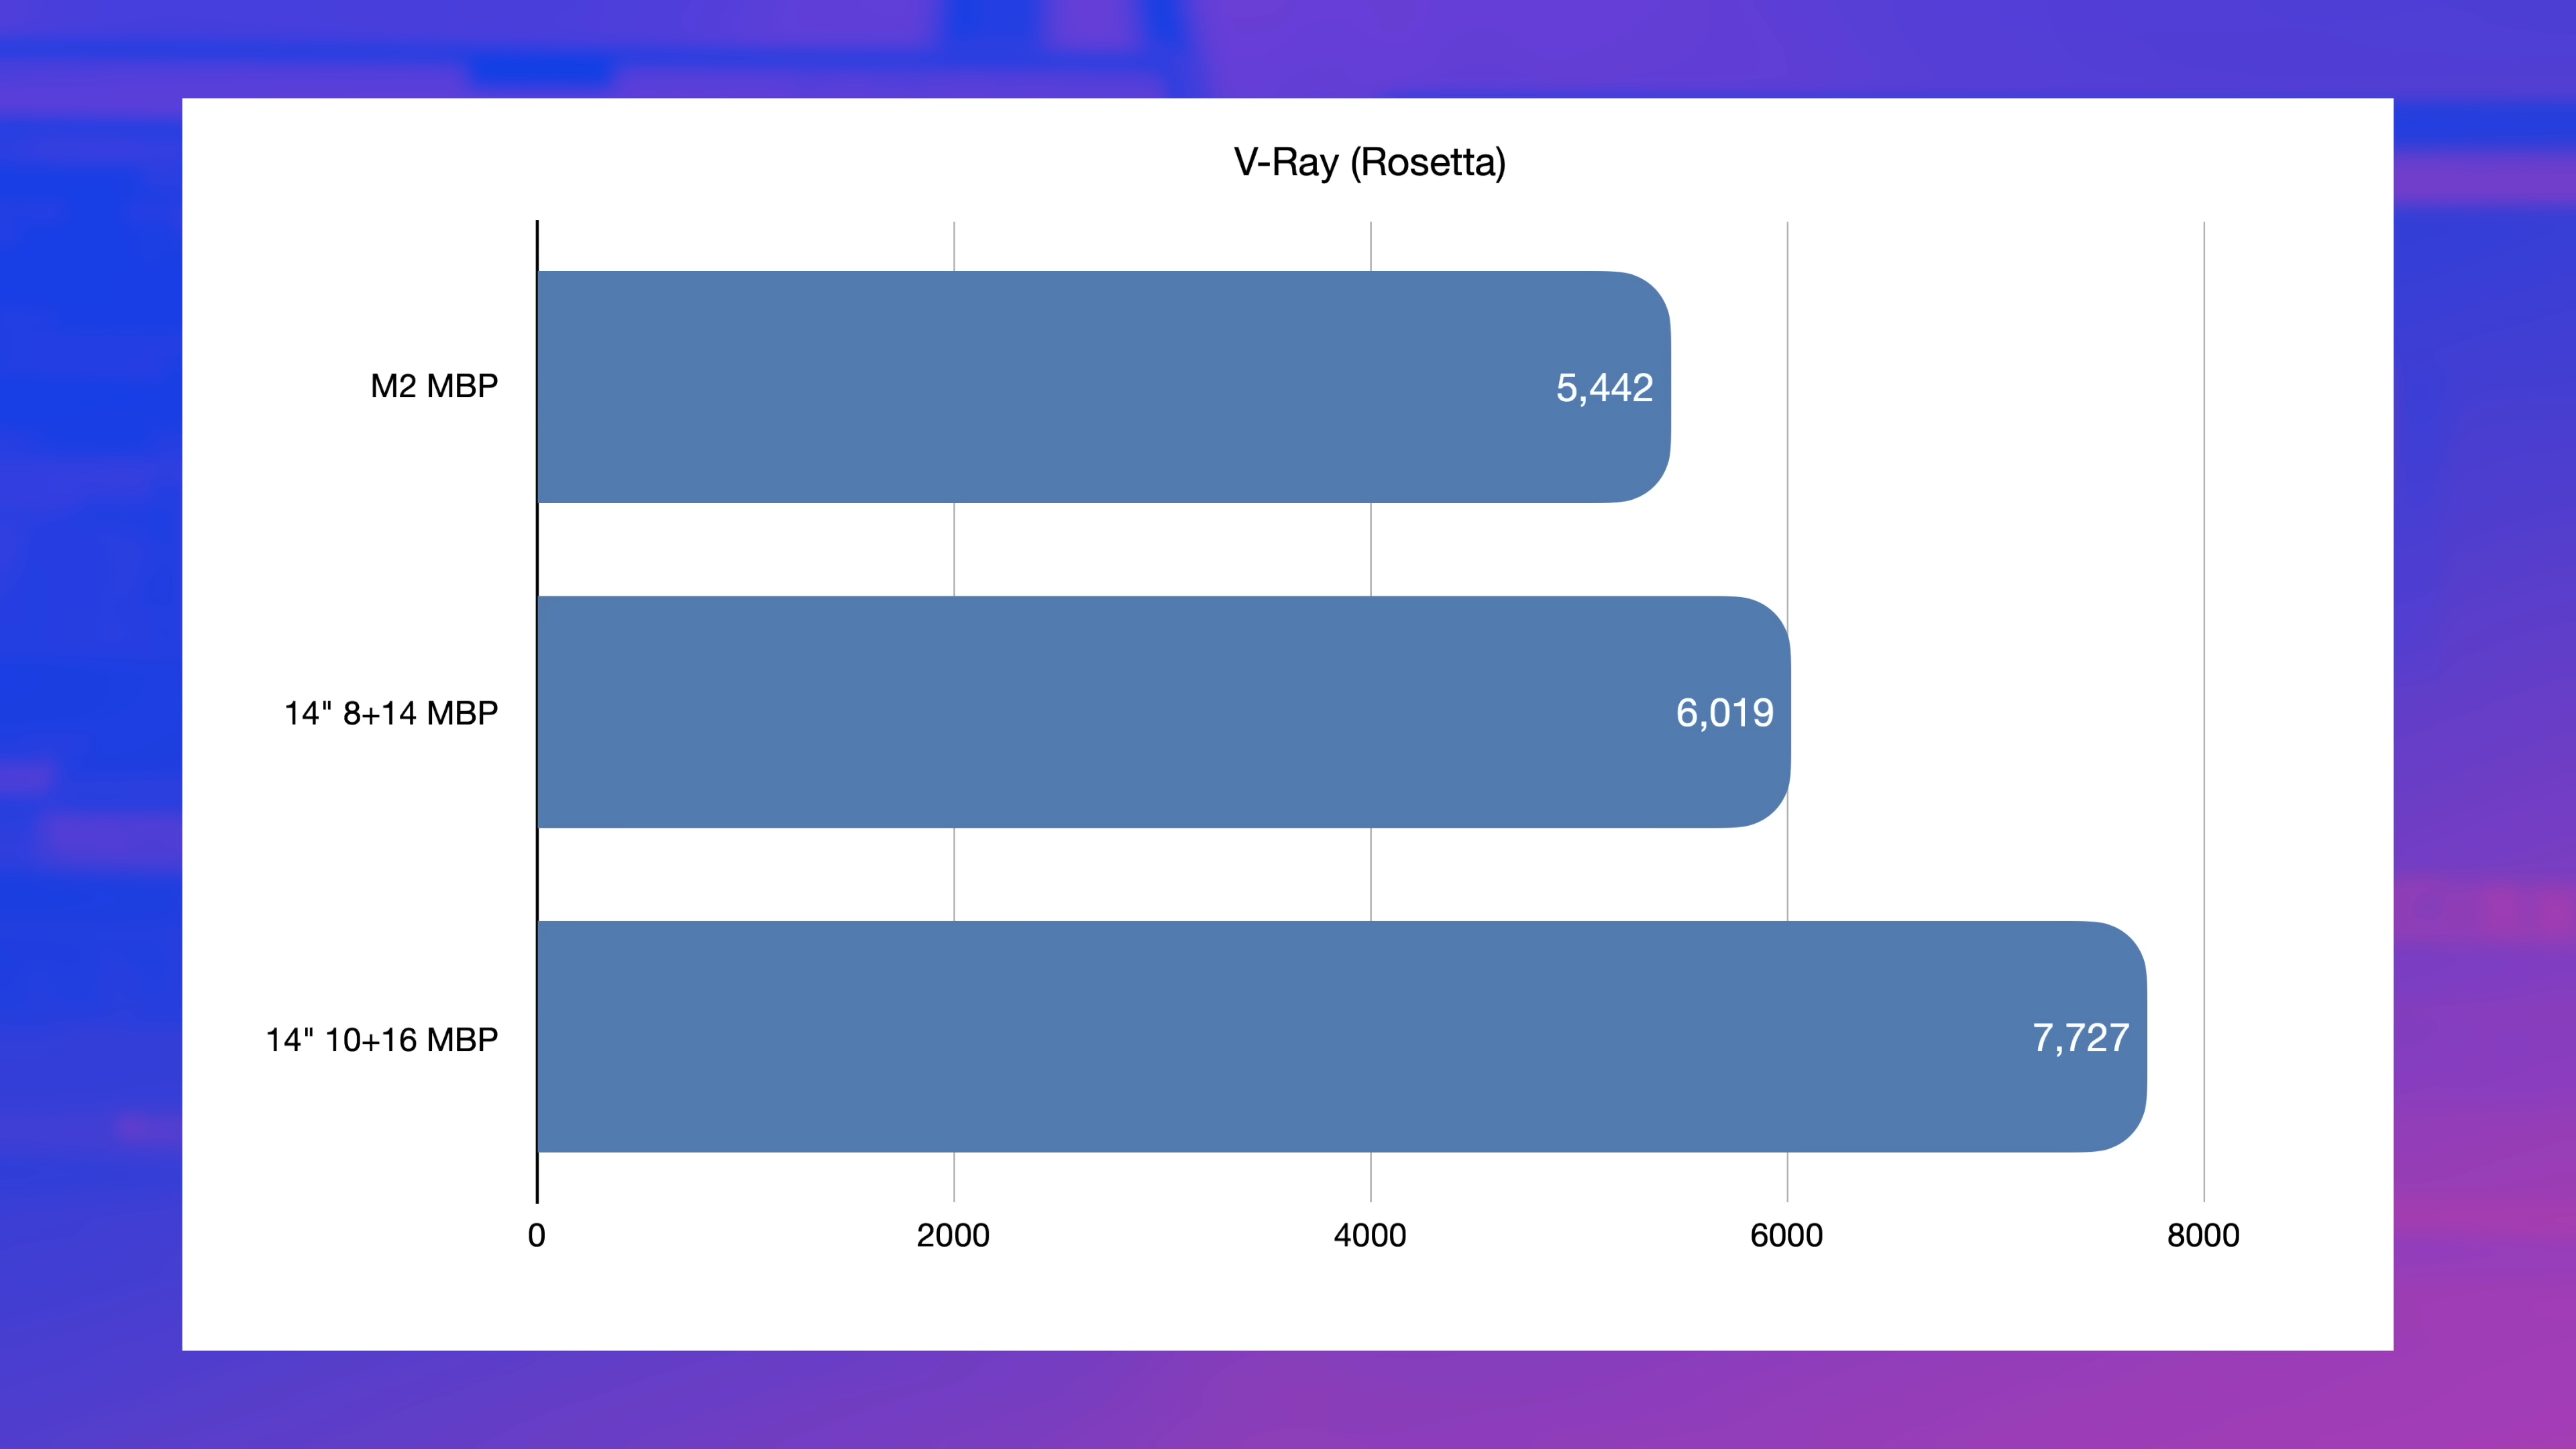 V-Ray (Rosetta)
M2 MBP
5,442
14" 8+14 MBP
6,019
14" 10+16 MBP
7,727
0 2000 4000 6000 8000